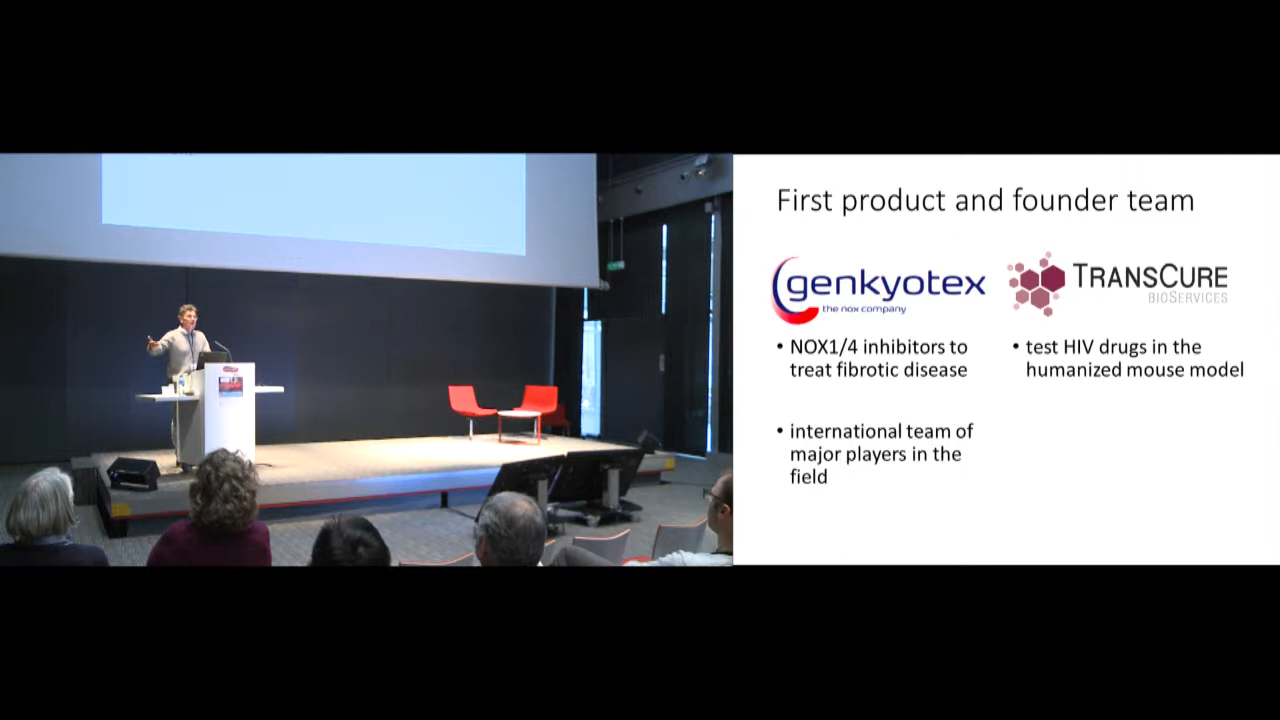 First product and founder team
genkyotex
the nox company
TRANSCURE
BIOSERVICES
• NOX1/4 inhibitors to
treat fibrotic disease
• international team of
major players in the
field
• test HIV drugs in the
humanized mouse model